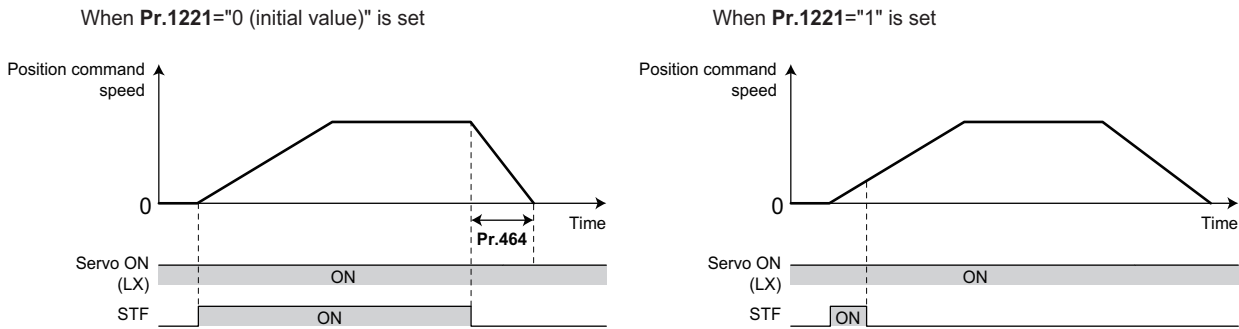 When Pr.1221="0 (initial value)" is set
Position command
speed
0
Time
Pr.464
Servo ON
(LX)
ON
STF
ON
When Pr.1221="1" is set
Position command
speed
0
Time
Servo ON
(LX)
ON
STF
ON